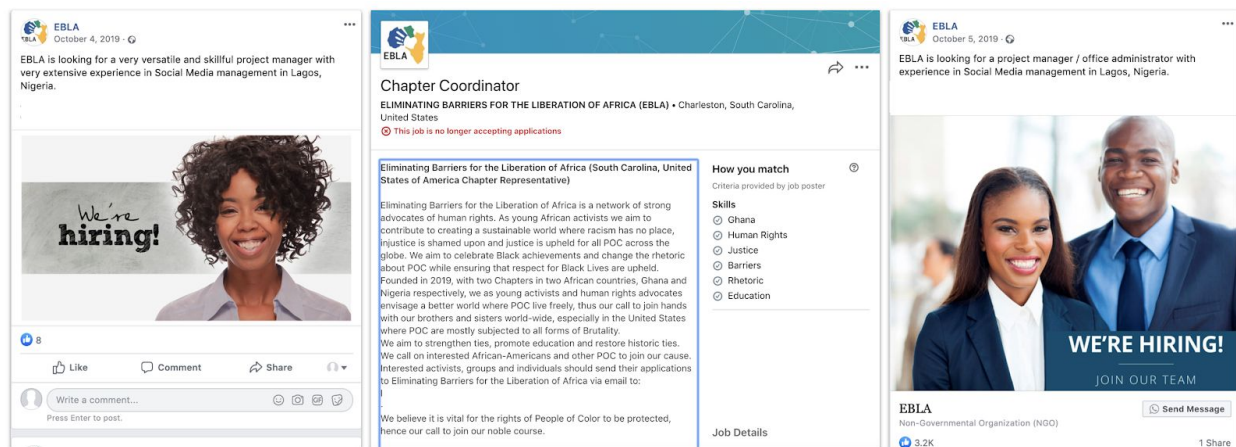 EBLA
October 4, 2019 ·
EBLA is looking for a very versatile and skillful project manager with
very extensive experience in Social Media management in Lagos,
Nigeria.
We're
hiring!
8
Like
Comment
Share
Write a comment...
Press Enter to post.
EBLA
Chapter Coordinator
ELIMINATING BARRIERS FOR THE LIBERATION OF AFRICA (EBLA) • Charleston, South Carolina,
United States
This job is no longer accepting applications
Eliminating Barriers for the Liberation of Africa (South Carolina, United
States of America Chapter Representative)
Eliminating Barriers for the Liberation of Africa is a network of strong
advocates of human rights. As young African activists we aim to
contribute to creating a sustainable world where racism has no place,
injustice is shamed upon and justice is upheld for all POC across the
globe. We aim to celebrate Black achievements and change the rhetoric
about POC while ensuring that respect for Black Lives are upheld.
Founded in 2019, with two Chapters in two African countries, Ghana and
Nigeria respectively, we as young activists and human rights advocates
envisage a better world where POC live freely, thus our call to join hands
with our brothers and sisters world-wide, especially in the United States
where POC are mostly subjected to all forms of Brutality.
We aim to strengthen ties, promote education and restore historic ties.
We call on interested African-Americans and other POC to join our cause.
Interested activists, groups and individuals should send their applications
to Eliminating Barriers for the Liberation of Africa via email to:
We believe it is vital for the rights of People of Color to be protected,
hence our call to join our noble course.
How you match
Criteria provided by job poster
Skills
Ghana
Human Rights
Justice
Barriers
Rhetoric
Education
Job Details
EBLA
October 5, 2019 ·
EBLA is looking for a project manager / office administrator with
experience in Social Media management in Lagos, Nigeria.
WE'RE HIRING!
JOIN OUR TEAM
EBLA
Send Message
Non-Governmental Organization (NGO)
3.2K
1 Share